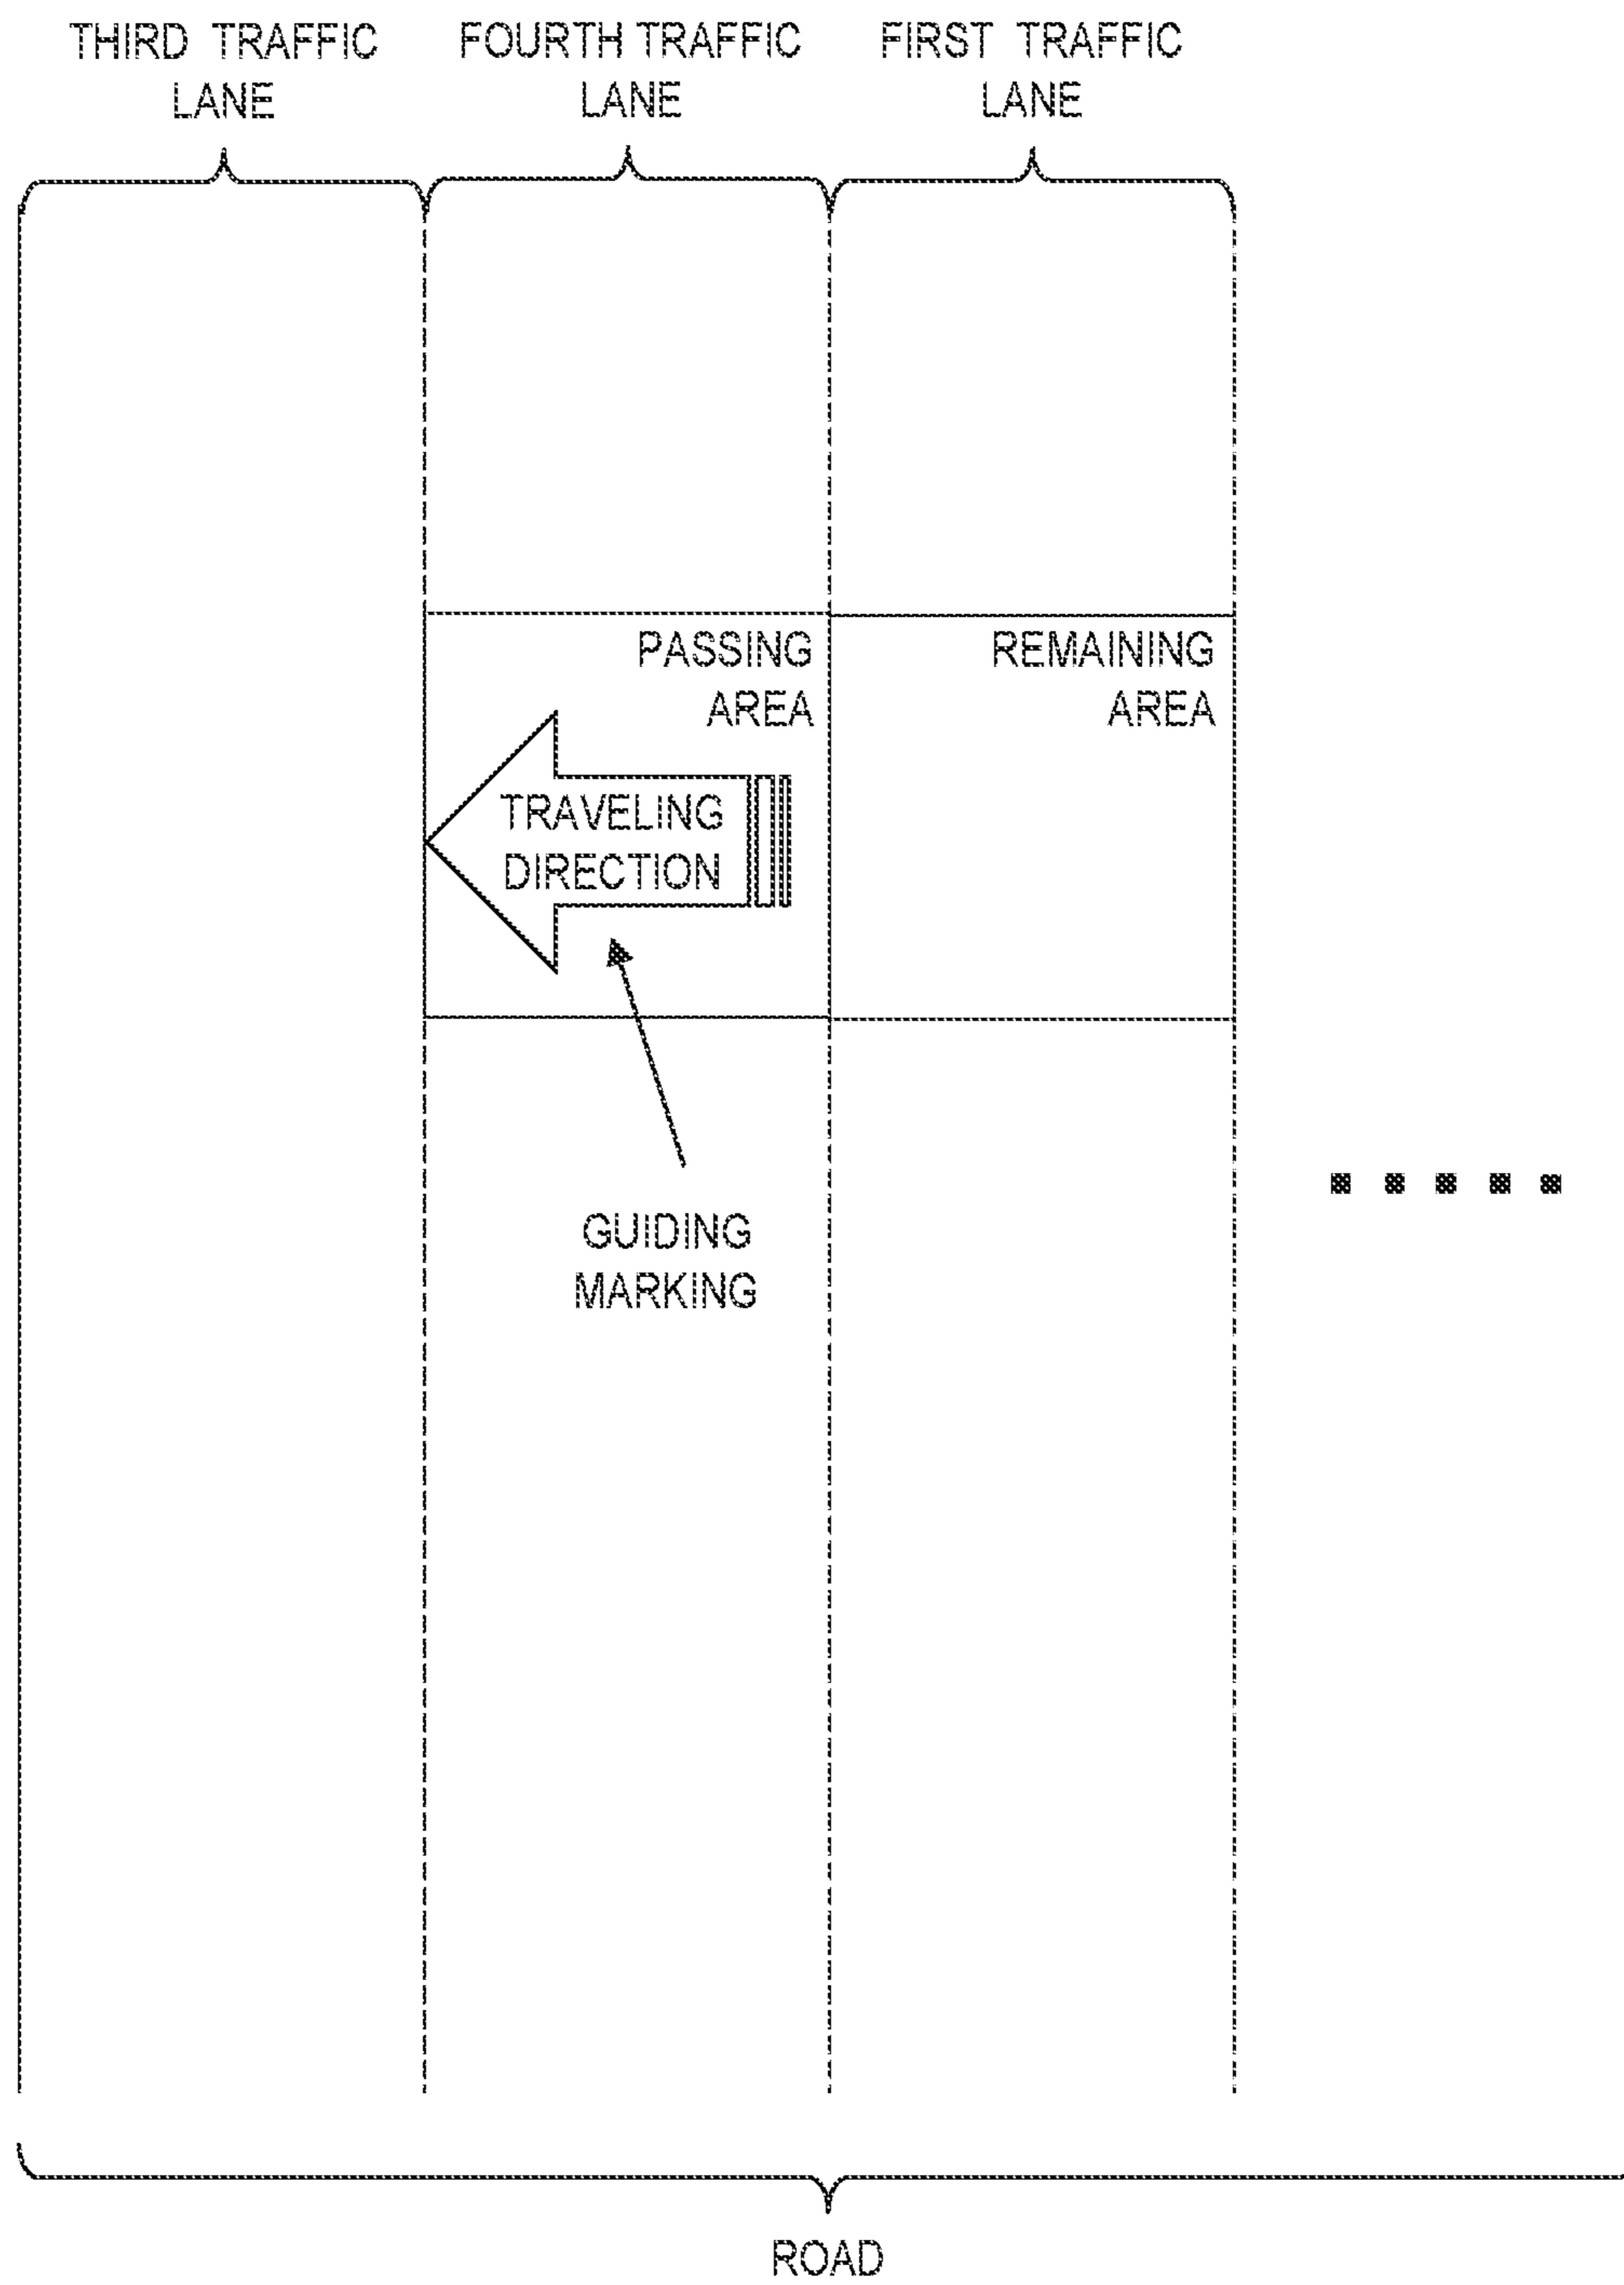 THIRD TRAFFIC
LANE
FOURTH TRAFFIC
LANE
FIRST TRAFFIC
LANE
PASSING
AREA
REMAINING
AREA
TRAVELING
DIRECTION
GUIDING
MARKING
ROAD